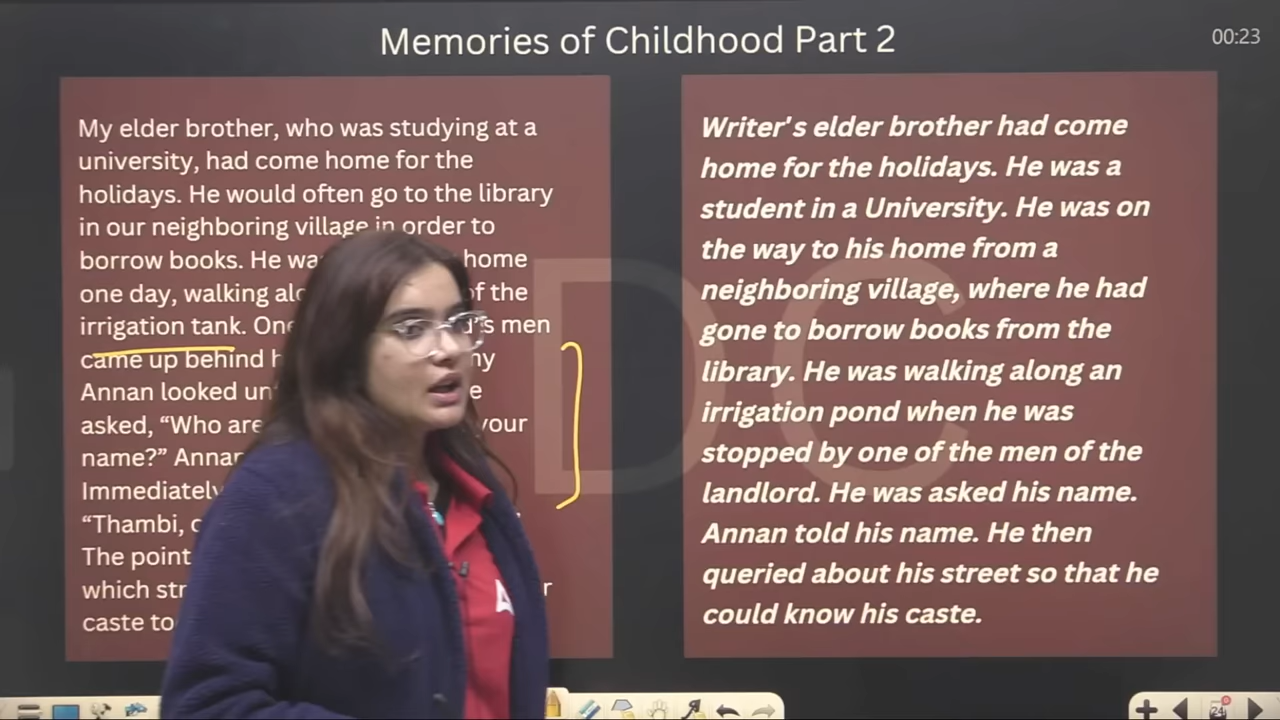 Memories of Childhood Part 2
00:23
My elder brother, who was studying at a
university, had come home for the
holidays. He would often go to the library
in our neighboring village in order to
borrow books. He home
one day, walking of the
irrigation tank. men
came up behind
Annan looked
asked, “Who are your
name?”
Immediately
“Thambi,
The point
which
caste to
Writer's elder brother had come
home for the holidays. He was a
student in a University. He was on
the way to his home from a
neighboring village, where he had
gone to borrow books from the
library. He was walking along an
irrigation pond when he was
stopped by one of the men of the
landlord. He was asked his name.
Annan told his name. He then
queried about his street so that he
could know his caste.
DC
24